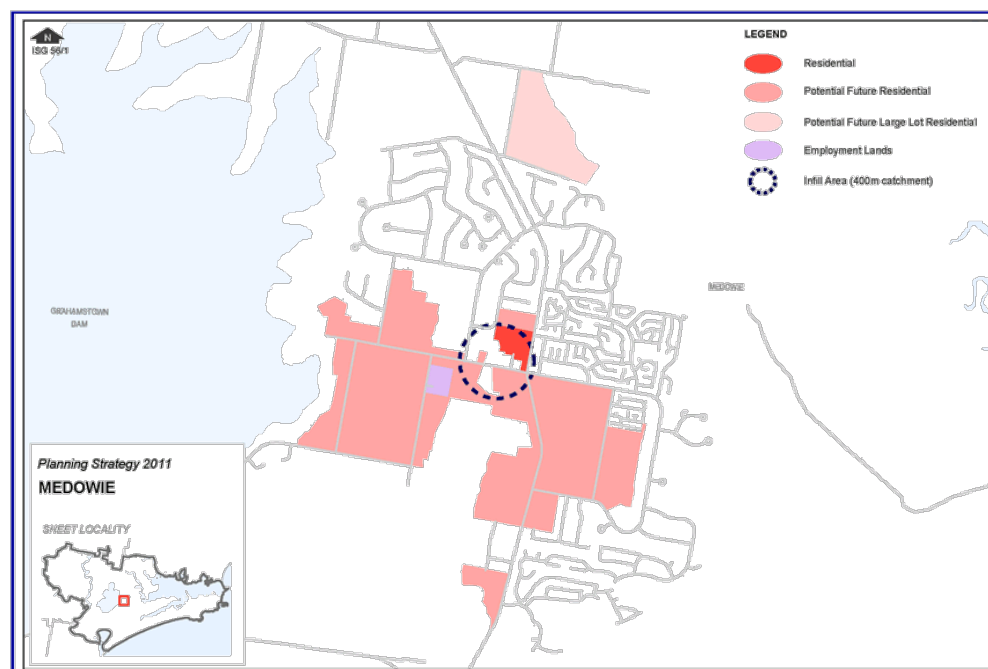 N
ISG 56/1
LEGEND
Residential
Potential Future Residential
Potential Future Large Lot Residential
Employment Lands
Infill Area (400m catchment)
MEDOWIE
GRAHAMSTOWN
DAM
Planning Strategy 2011
MEDOWIE
SHEET LOCALITY